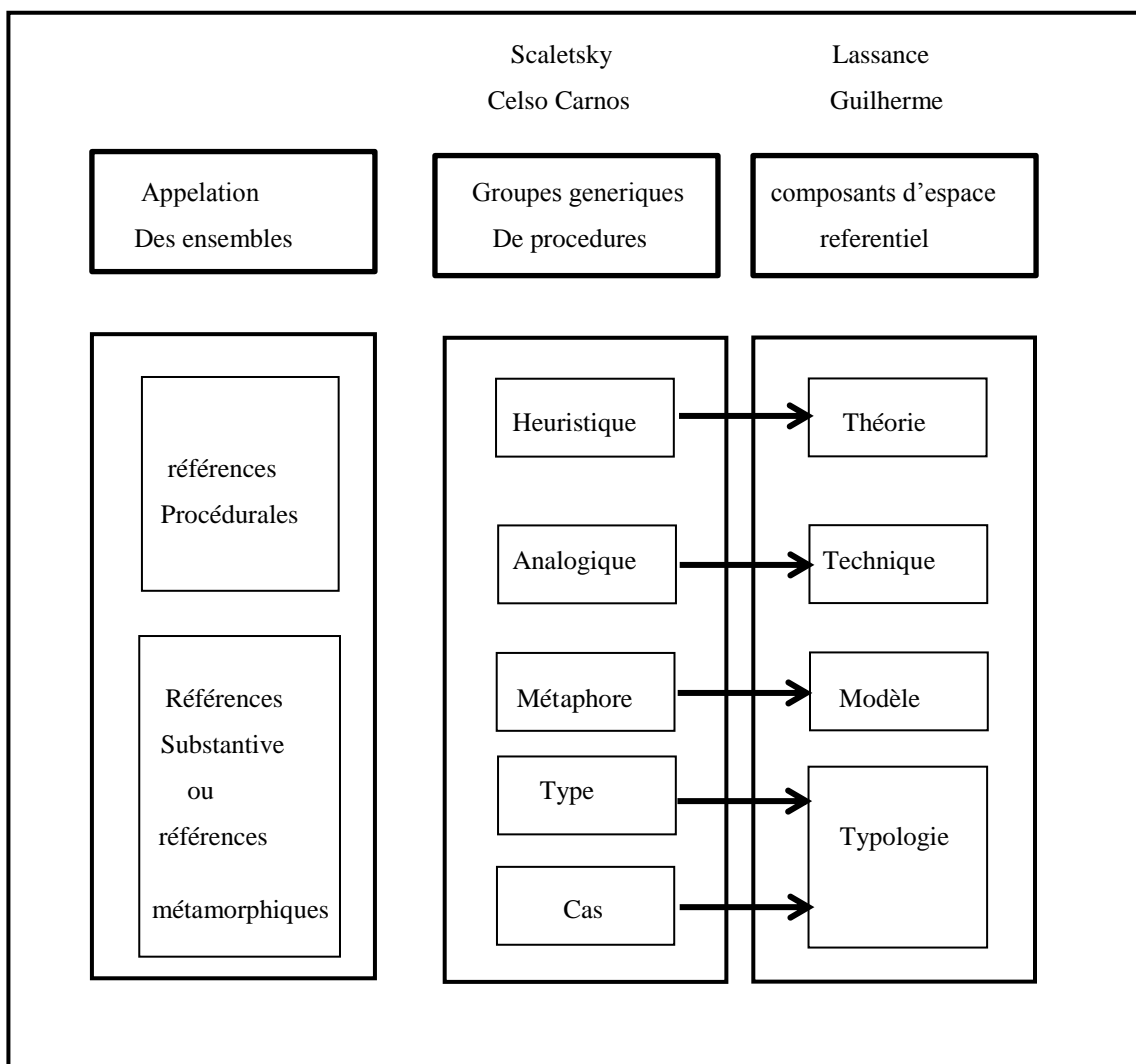 Scaletsky
Celso Carnos
Lassance
Guilherme
Appelation
Des ensembles
Groupes generiques
De procedures
composants d’espace
referentiel
références
Procédurales
Références
Substantive
ou
références
métamorphiques
Heuristique
Analogique
Métaphore
Type
Cas
Théorie
Technique
Modèle
Typologie